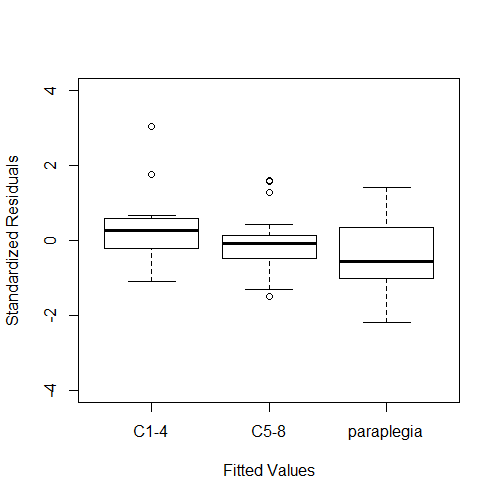 Standardized Residuals
4
2
0
-2
-4
C1-4 C5-8 paraplegia
Fitted Values